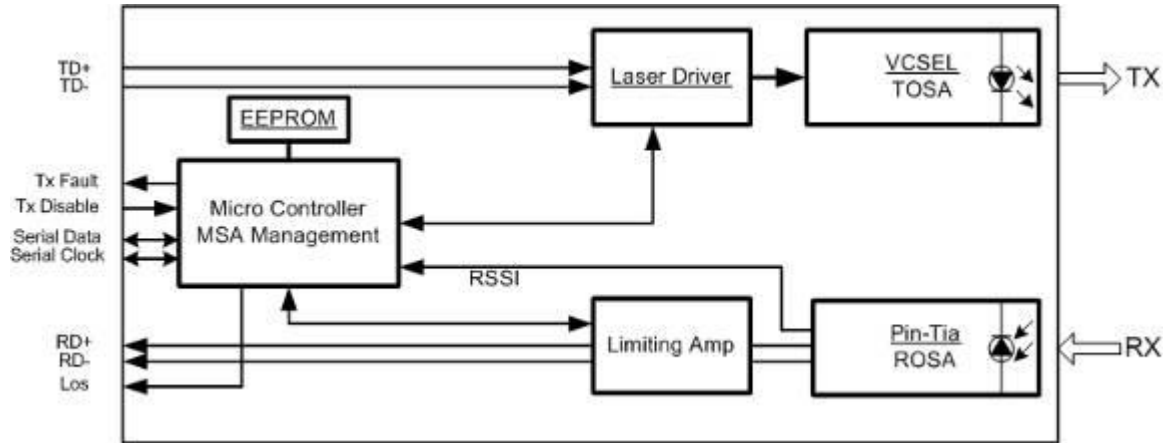 TD+
TD-
Laser Driver
VCSEL
TOSA
TX
EEPROM
Tx Fault
Tx Disable
Serial Data
Serial Clock
Micro Controller
MSA Management
RSSI
RD+
RD-
Los
Limiting Amp
Pin-Tia
ROSA
RX